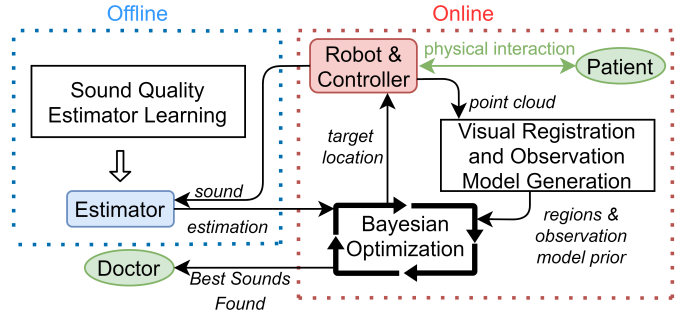 Offline
Online
Sound Quality
Estimator Learning
Robot &
Controller
physical interaction
Patient
point cloud
target
location
Visual Registration
and Observation
Model Generation
sound
Estimator
estimation
Bayesian
Optimization
regions &
observation
model prior
Doctor
Best Sounds
Found